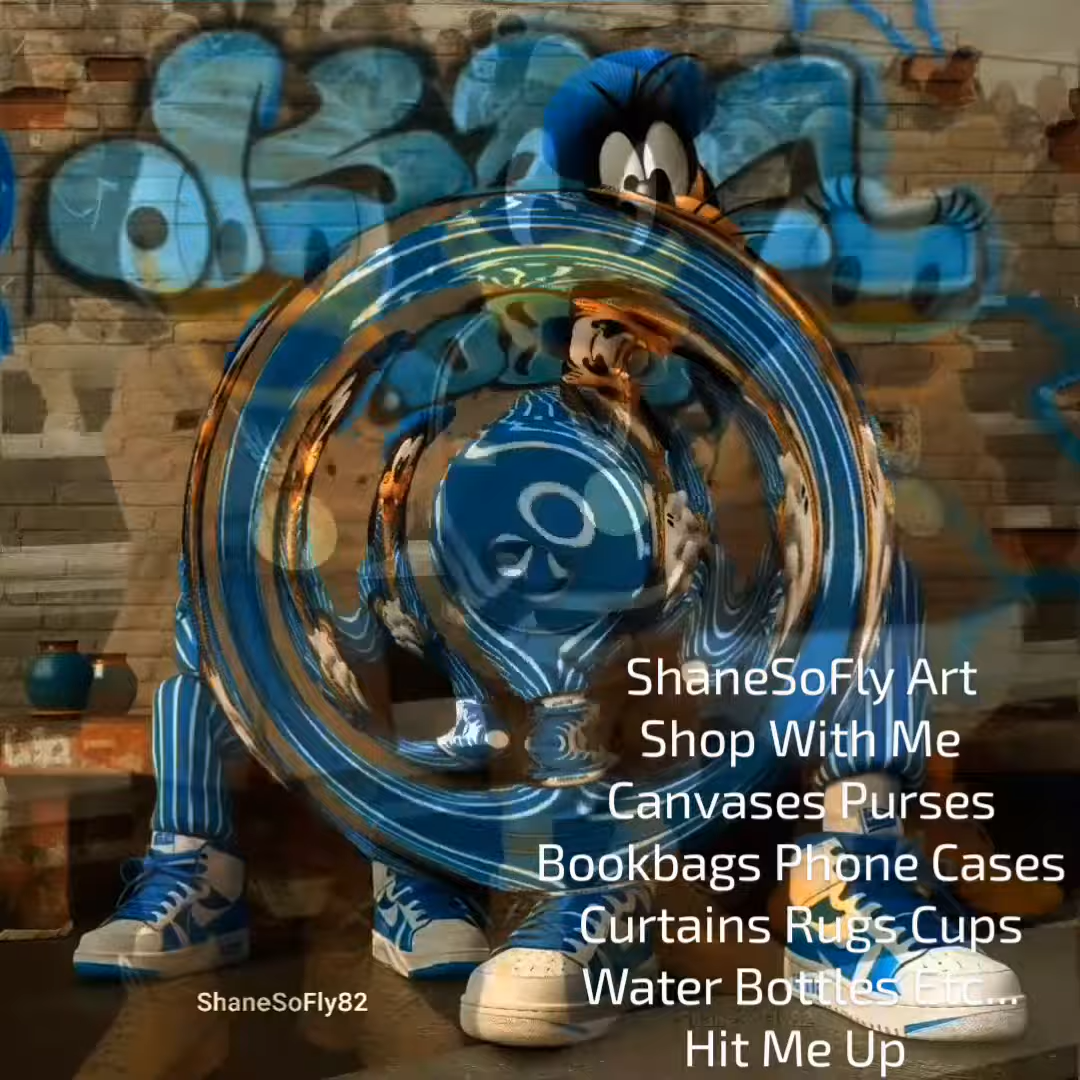 ShaneSoFly Art
Shop With Me
Canvases Purses
Bookbags Phone Cases
Curtains Rugs Cups
Water Bottles Etc...
Hit Me Up
ShaneSoFly82